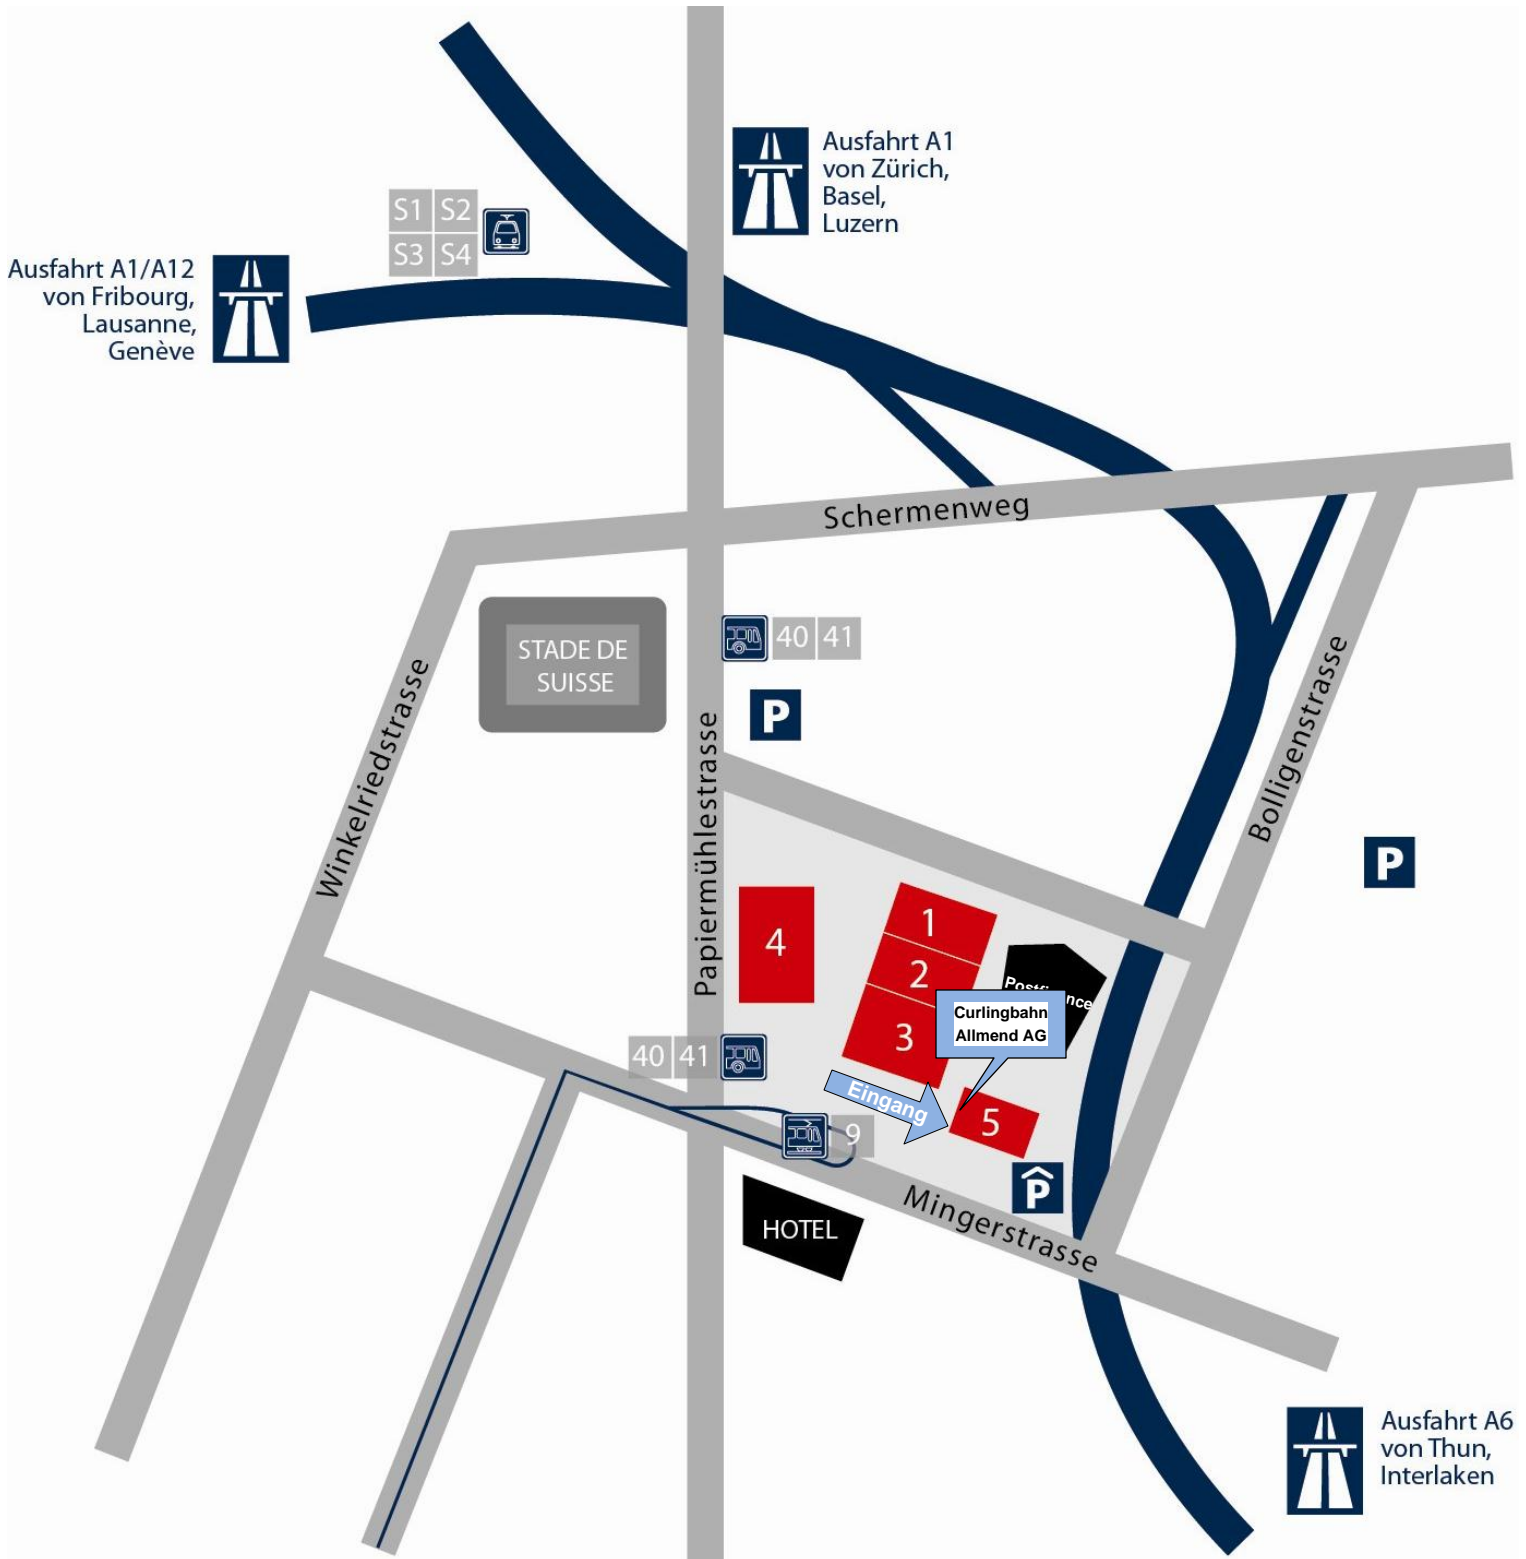 Ausfahrt A1
von Zürich,
Basel,
Luzern
S1 S2
S3 S4
Ausfahrt A1/A12
von Fribourg,
Lausanne,
Genève
Schermenweg
STADE DE
SUISSE
40 41
P
Winkelriedstrasse
Papiermühlestrasse
Bolligenstrasse
P
4
1
2
3
Curlingbahn
Allmend AG
40 41
Eingang
5
9
P
Mingerstrasse
HOTEL
Ausfahrt A6
von Thun,
Interlaken